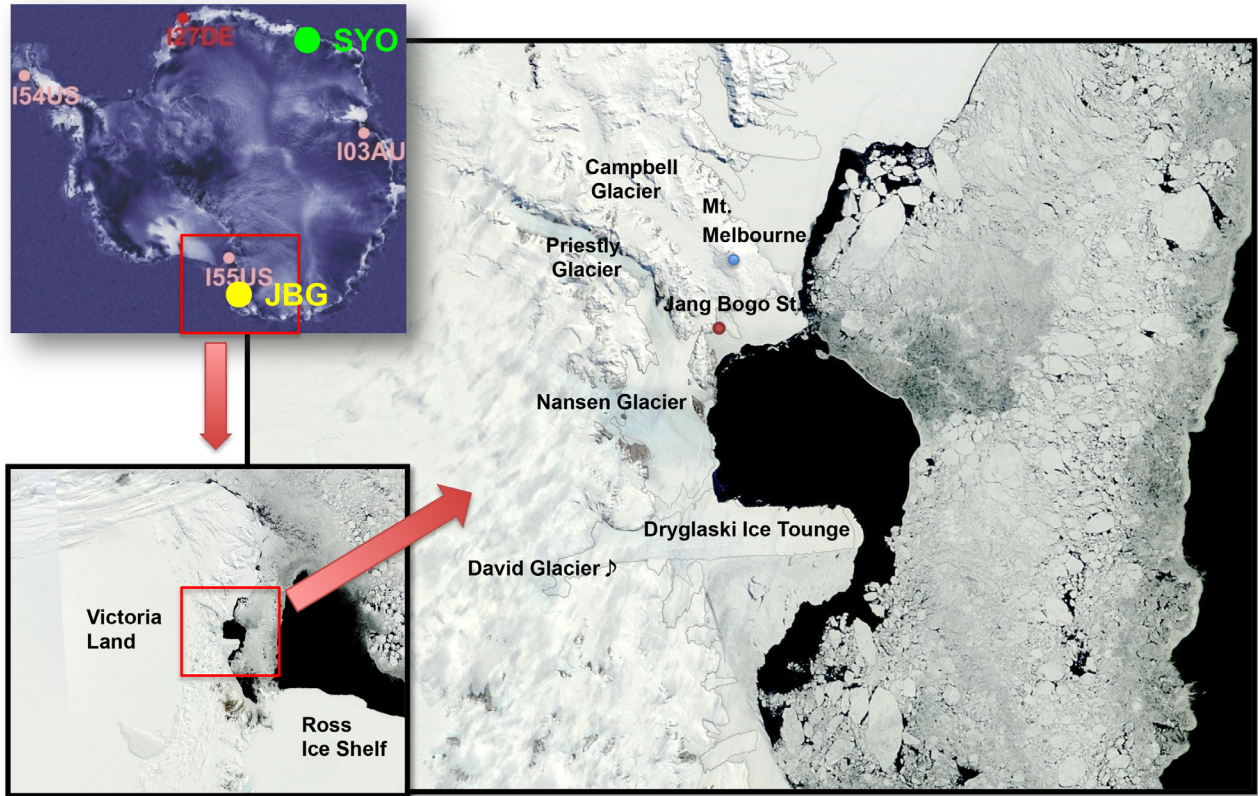 I27DE
SYO
I54US
I03AU
I55US
JBG
Campbell
Glacier
Mt.
Melbourne
Priestly
Glacier
Jang Bogo St.
Nansen Glacier
Dryglaski Ice Tounge
David Glacier♪
Victoria
Land
Ross
Ice Shelf